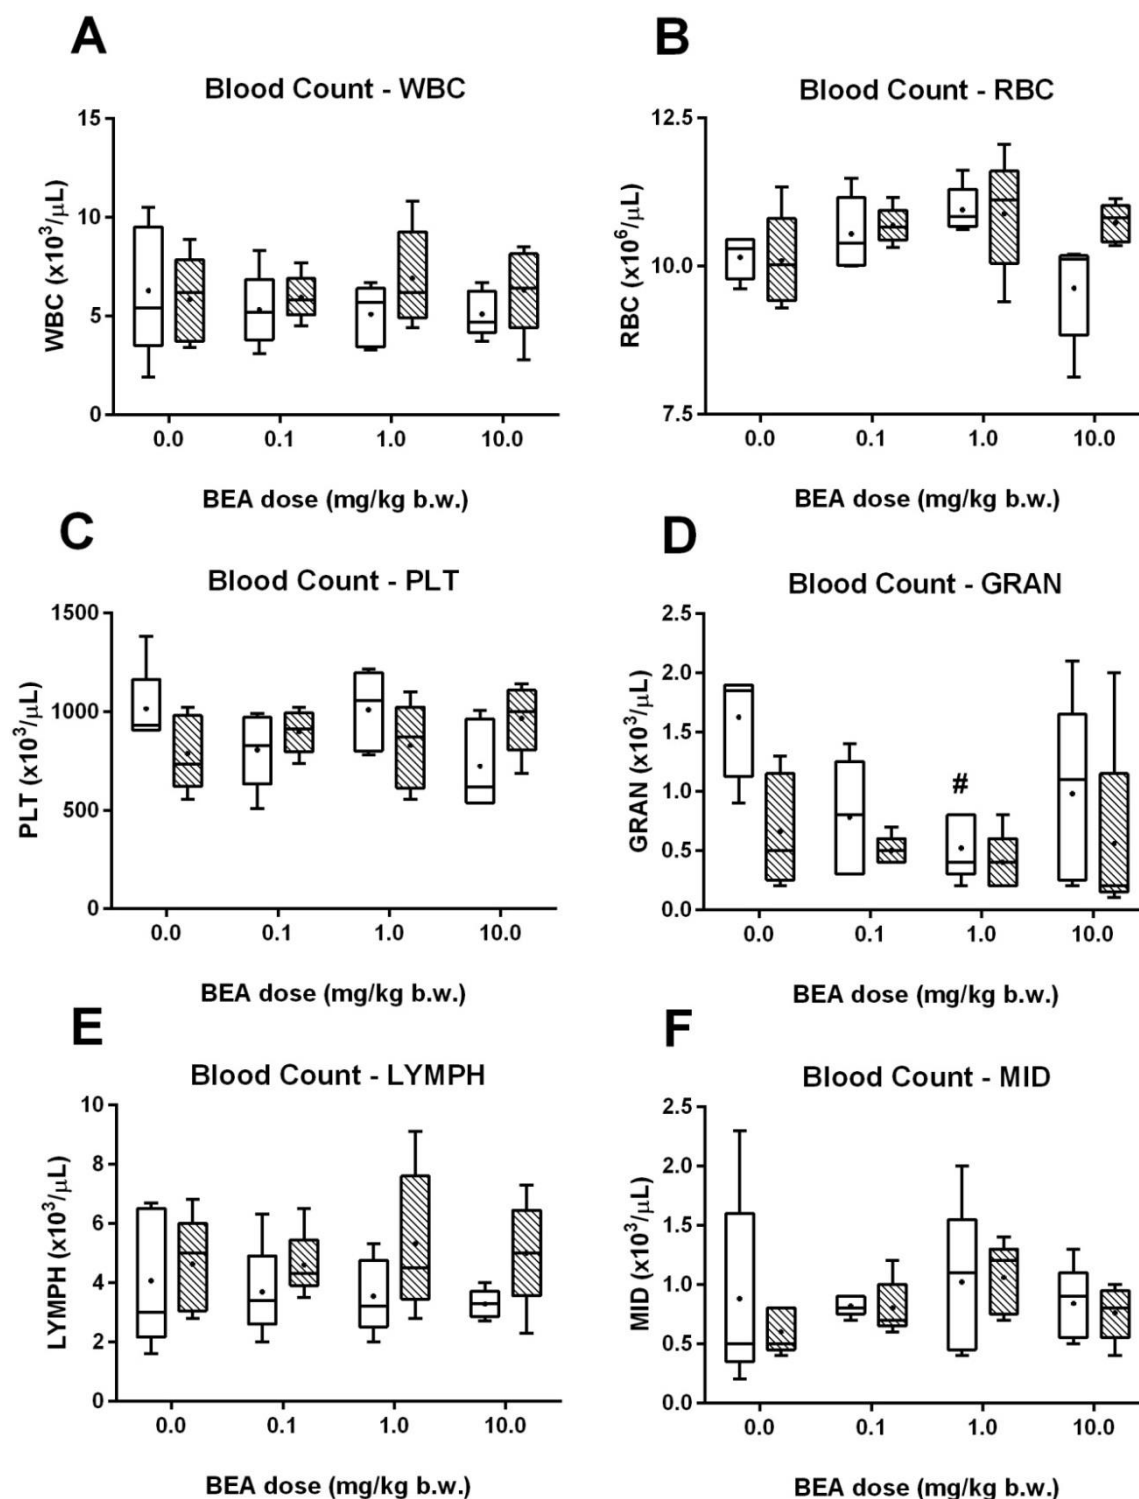 A
Blood Count - WBC
WBC (x10³/μL)
15
10
5
0
0.0 0.1 1.0 10.0
BEA dose (mg/kg b.w.)
B
Blood Count - RBC
RBC (x10⁶/μL)
12.5
10.0
7.5
0.0 0.1 1.0 10.0
BEA dose (mg/kg b.w.)
C
Blood Count - PLT
PLT (x10³/μL)
1500
1000
500
0
0.0 0.1 1.0 10.0
BEA dose (mg/kg b.w.)
D
Blood Count - GRAN
GRAN (x10³/μL)
2.5
2.0
1.5
1.0
0.5
0.0
#
0.0 0.1 1.0 10.0
BEA dose (mg/kg b.w.)
E
Blood Count - LYMPH
LYMPH (x10³/μL)
10
8
6
4
2
0
0.0 0.1 1.0 10.0
BEA dose (mg/kg b.w.)
F
Blood Count - MID
MID (x10³/μL)
2.5
2.0
1.5
1.0
0.5
0.0
0.0 0.1 1.0 10.0
BEA dose (mg/kg b.w.)